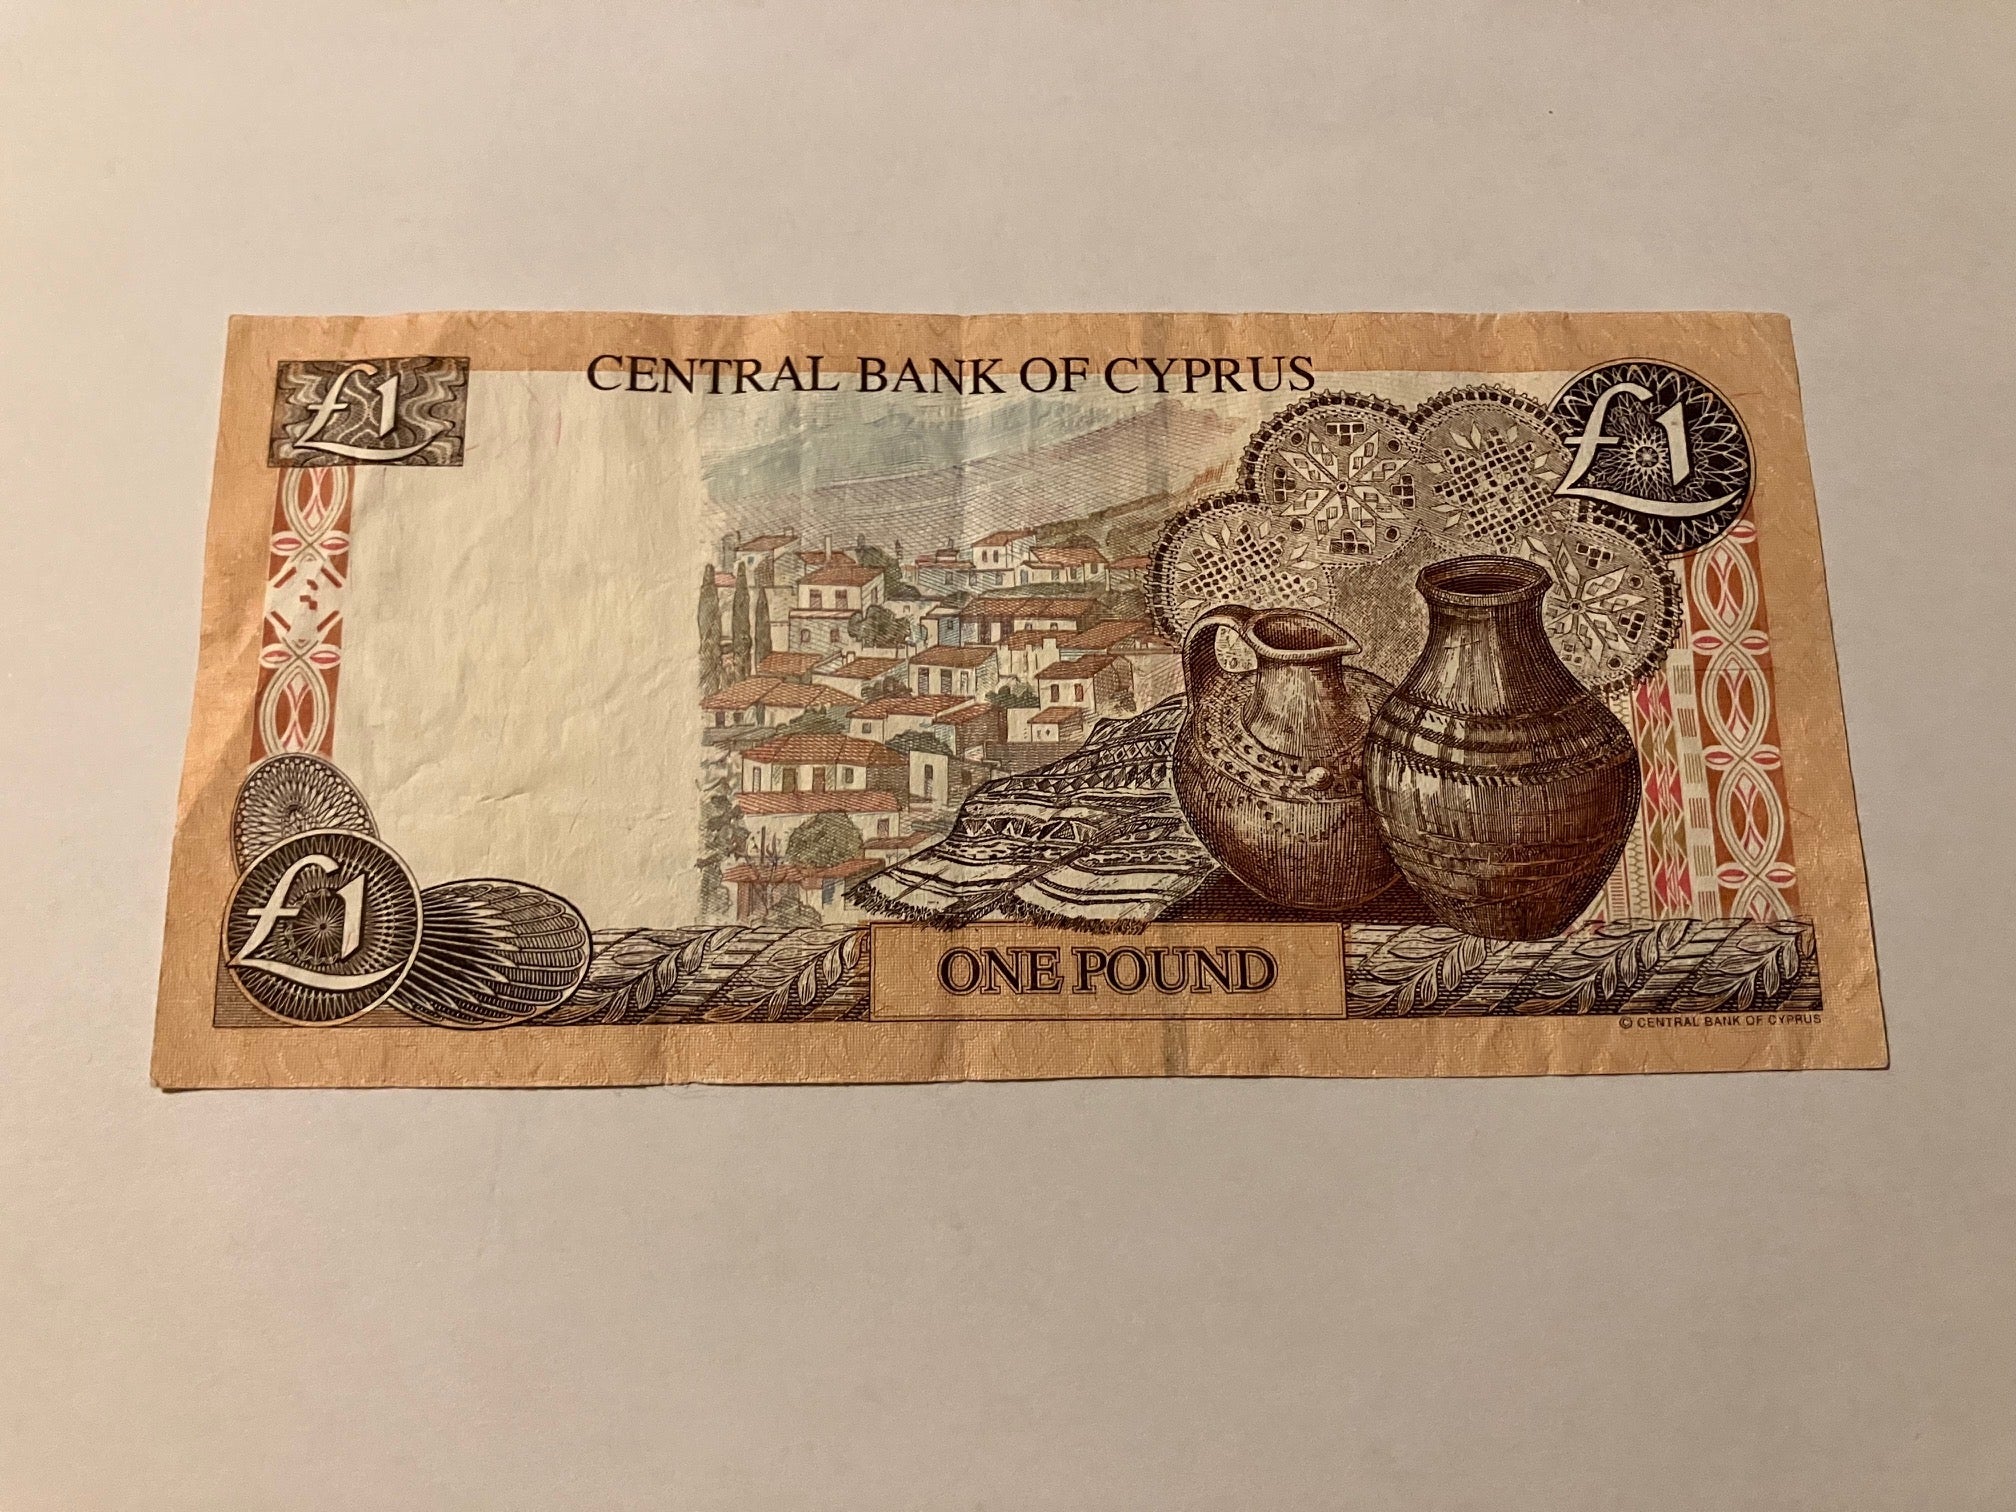 CENTRAL BANK OF CYPRUS
£1
£1
£1
ONE POUND
© CENTRAL BANK OF CYPRUS